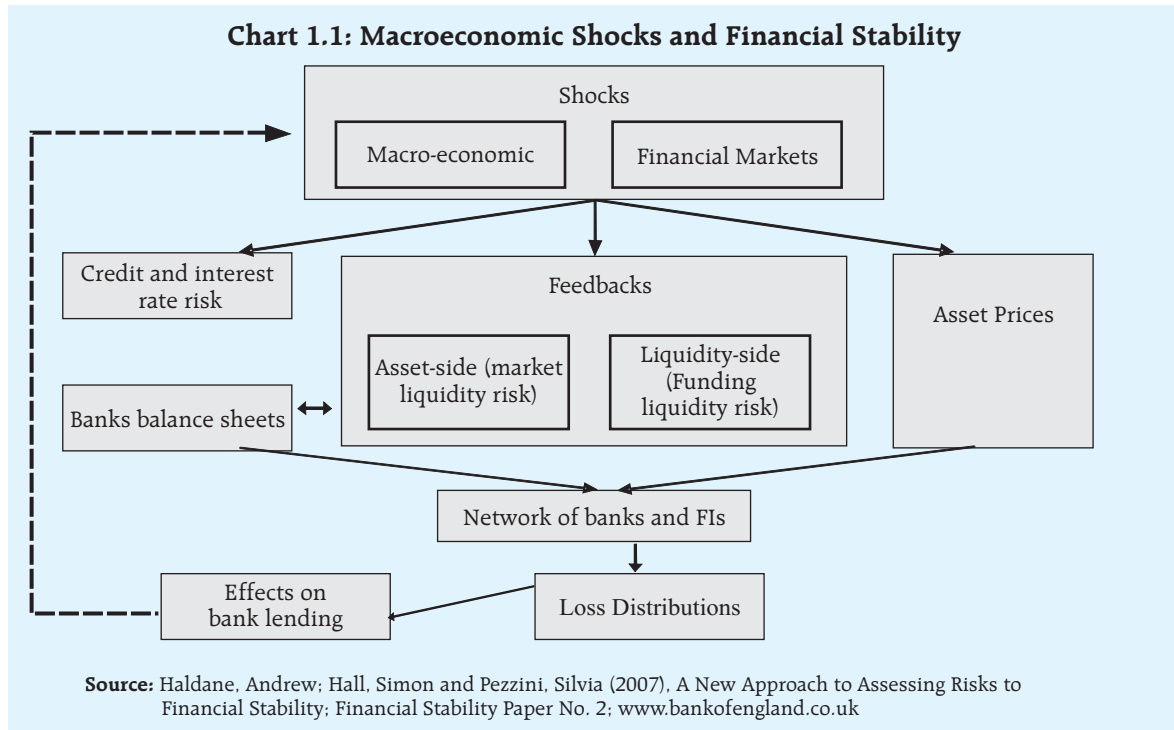 Chart 1.1: Macroeconomic Shocks and Financial Stability
Shocks
Macro-economic
Financial Markets
Credit and interest
rate risk
Feedbacks
Asset-side (market
liquidity risk)
Liquidity-side
(Funding
liquidity risk)
Asset Prices
Banks balance sheets
Network of banks and FIs
Effects on
bank lending
Loss Distributions
Source: Haldane, Andrew; Hall, Simon and Pezzini, Silvia (2007), A New Approach to Assessing Risks to
Financial Stability; Financial Stability Paper No. 2; www.bankofengland.co.uk